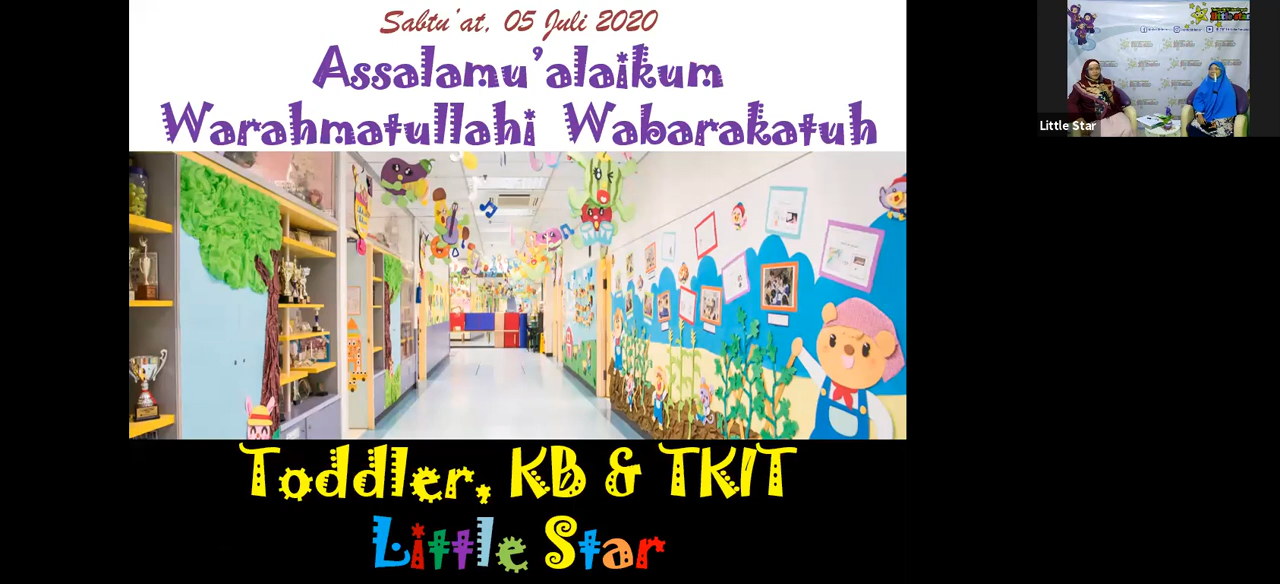 Sabtu'at, 05 Juli 2020
Assalamu'alaikum
Warahmatullahi Wabarakatuh
Toddler, KB & TKIT
Little Star
Little Star